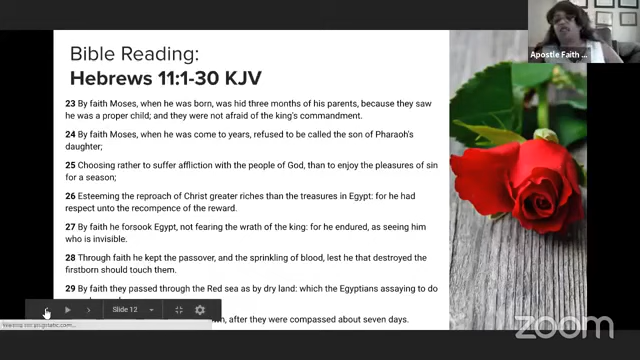 Bible Reading:
Hebrews 11:1-30 KJV
23 By faith Moses, when he was born, was hid three months of his parents, because they saw
he was a proper child; and they were not afraid of the king's commandment.
24 By faith Moses, when he was come to years, refused to be called the son of Pharaoh's
daughter;
25 Choosing rather to suffer affliction with the people of God, than to enjoy the pleasures of sin
for a season;
26 Esteeming the reproach of Christ greater riches than the treasures in Egypt: for he had
respect unto the recompence of the reward.
27 By faith he forsook Egypt, not fearing the wrath of the king: for he endured, as seeing him
who is invisible.
28 Through faith he kept the passover, and the sprinkling of blood, lest he that destroyed the
firstborn should touch them.
29 By faith they passed through the Red sea as by dry land: which the Egyptians assaying to do
after they were compassed about seven days.
Slide 12
Apostle Faith ...
zoom